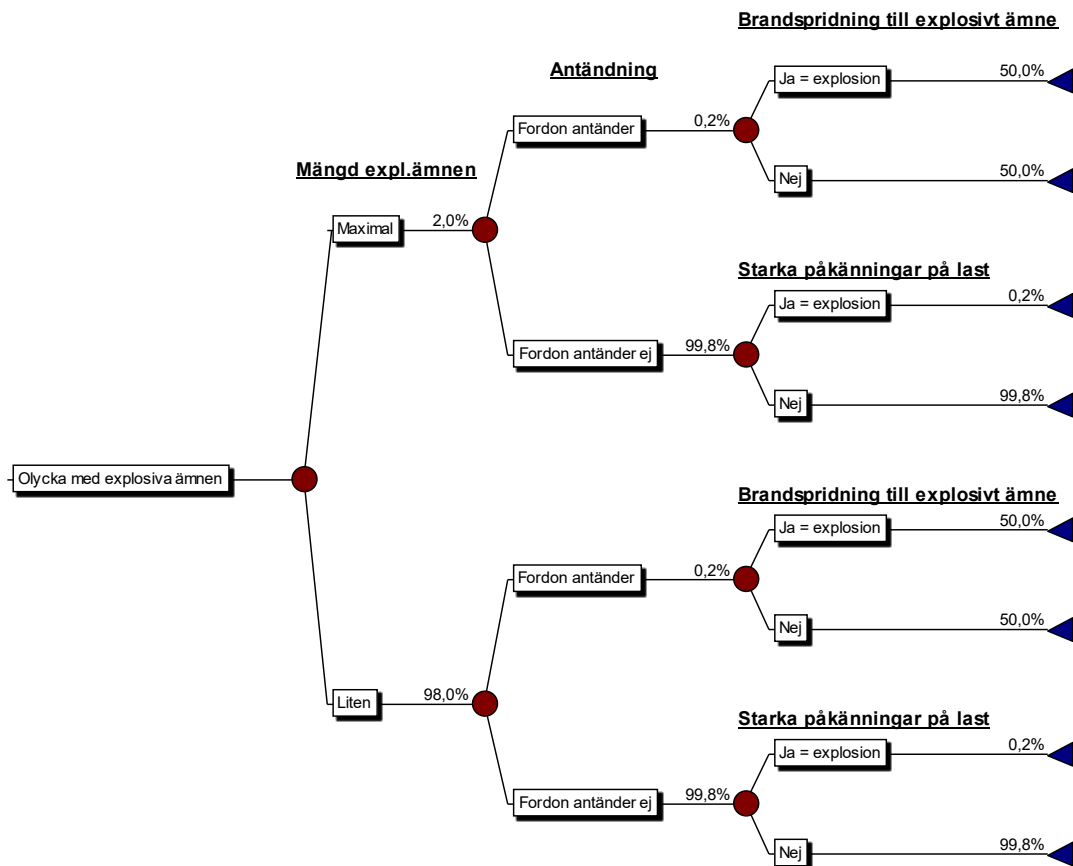 Brandspridning till explosivt ämne
Antändning
Ja = explosion 50,0%
Fordon antänder 0,2%
Mängd expl.ämnen
Nej 50,0%
Maximal 2,0%
Starka påkänningar på last
Ja = explosion 0,2%
Fordon antänder ej 99,8%
Nej 99,8%
Olycka med explosiva ämnen
Brandspridning till explosivt ämne
Ja = explosion 50,0%
Fordon antänder 0,2%
Nej 50,0%
Liten 98,0%
Starka påkänningar på last
Ja = explosion 0,2%
Fordon antänder ej 99,8%
Nej 99,8%